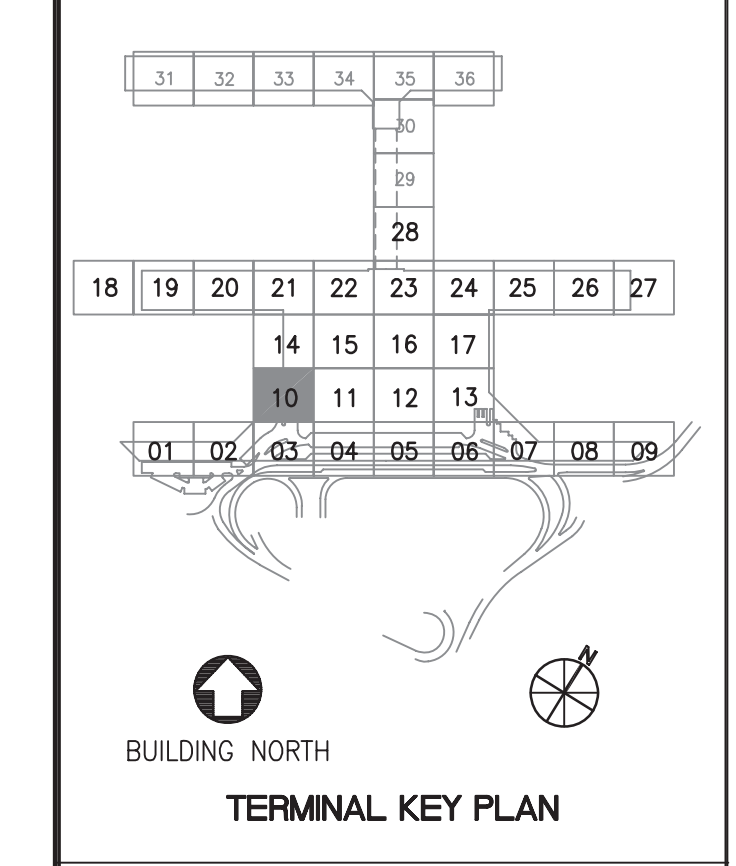 31 32 33 34 35 36
30
29
28
18 19 20 21 22 23 24 25 26 27
14 15 16 17
10 11 12 13
01 02 03 04 05 06 07 08 09
N
BUILDING NORTH
TERMINAL KEY PLAN